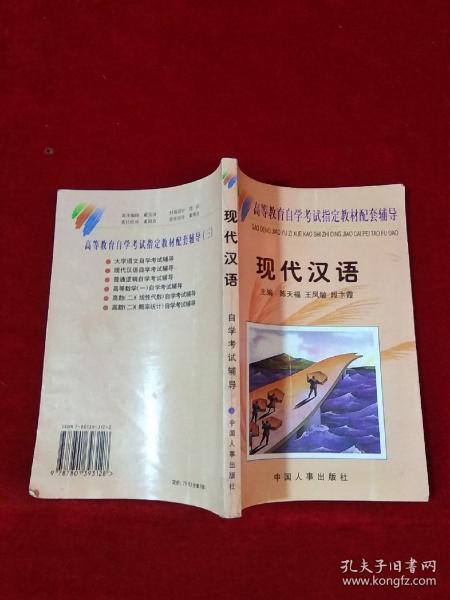 高等教育自学考试指定教材配套辅导
GAO DENG JIAO YU ZI XUE KAO SHI ZHI DING JIAO CAI PEI TAO FU DAO
现代汉语
主编 陈天福 王凤敏
中国人事出版社
现代汉语
自学考试辅导
中国人事出版社
高等教育自学考试指定教材配套辅导(三)
大学语文自学考试辅导
现代汉语自学考试辅导
普通逻辑自学考试辅导
高等数学(一)自学考试辅导
高数(二)(线性代数)自学考试辅导
高数(二)(概率统计)自学考试辅导
ISBN 7-80139-312-2
9 787801 393128 >
孔夫子旧书网
www.kongfz.com